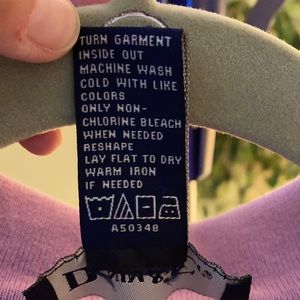 TURN GARMENT
INSIDE OUT
MACHINE WASH
COLD WITH LIKE
COLORS
ONLY NON-
CHLORINE BLEACH
WHEN NEEDED
RESHAPE
LAY FLAT TO DRY
WARM IRON
IF NEEDED
A50348